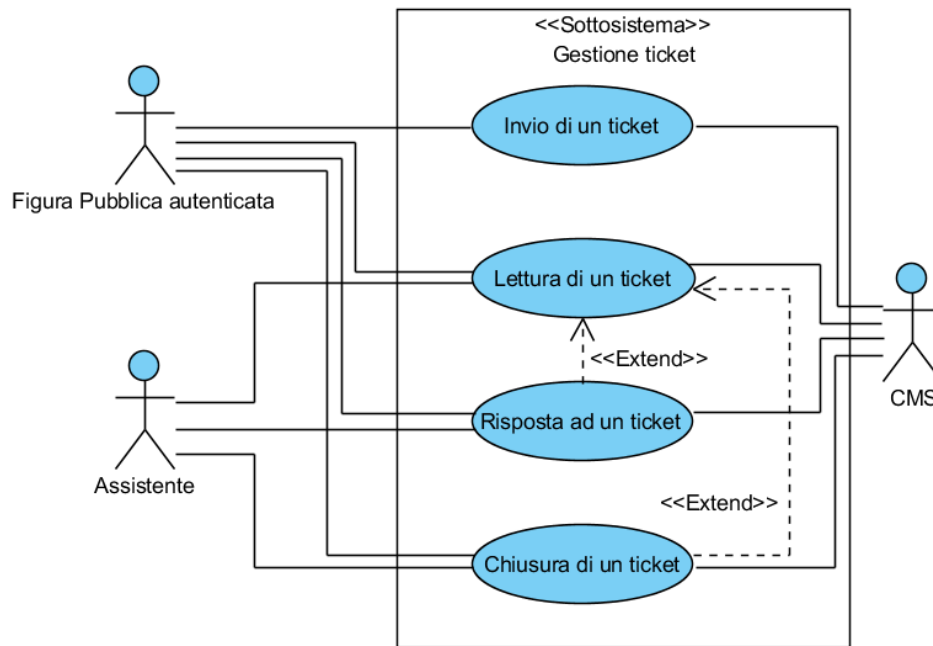 <<Sottosistema>>
Gestione ticket
Invio di un ticket
Figura Pubblica autenticata
Lettura di un ticket
<<Extend>>
CMS
Risposta ad un ticket
Assistente
<<Extend>>
Chiusura di un ticket